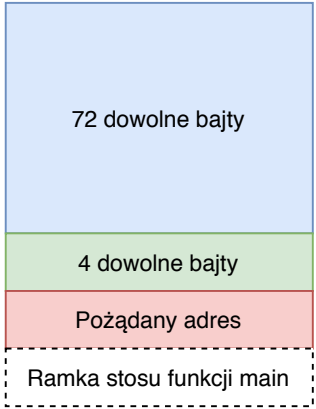 72 dowolne bajty
4 dowolne bajty
Pożądany adres
Ramka stosu funkcji main